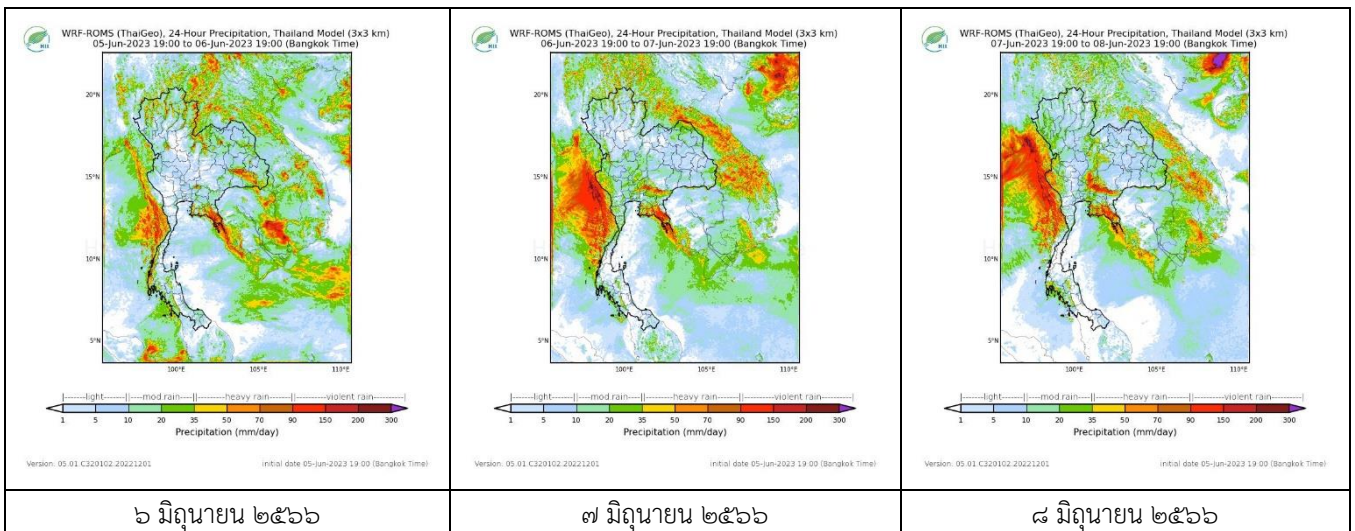 WRF-ROMS (ThaiGeo), 24-Hour Precipitation, Thailand Model (3x3 km)
05-Jun-2023 19:00 to 06-Jun-2023 19:00 (Bangkok Time)
20°N
15°N
10°N
5°N
100°E 105°E 110°E
|-------light------||----mod.rain-----||------heavy rain-------||--------violent rain--------|
1 5 10 20 35 50 70 90 150 200 300
Precipitation (mm/day)
Version: 05.01.C320102.20221201 initial date 05-Jun-2023 19:00 (Bangkok Time)
๖ มิถุนายน ๒๕๖๖
WRF-ROMS (ThaiGeo), 24-Hour Precipitation, Thailand Model (3x3 km)
06-Jun-2023 19:00 to 07-Jun-2023 19:00 (Bangkok Time)
20°N
15°N
10°N
5°N
100°E 105°E 110°E
|-------light------||----mod.rain-----||------heavy rain-------||--------violent rain--------|
1 5 10 20 35 50 70 90 150 200 300
Precipitation (mm/day)
Version: 05.01.C320102.20221201 initial date 05-Jun-2023 19:00 (Bangkok Time)
๗ มิถุนายน ๒๕๖๖
WRF-ROMS (ThaiGeo), 24-Hour Precipitation, Thailand Model (3x3 km)
07-Jun-2023 19:00 to 08-Jun-2023 19:00 (Bangkok Time)
20°N
15°N
10°N
5°N
100°E 105°E 110°E
|-------light------||----mod.rain-----||------heavy rain-------||--------violent rain--------|
1 5 10 20 35 50 70 90 150 200 300
Precipitation (mm/day)
Version: 05.01.C320102.20221201 initial date 05-Jun-2023 19:00 (Bangkok Time)
๘ มิถุนายน ๒๕๖๖